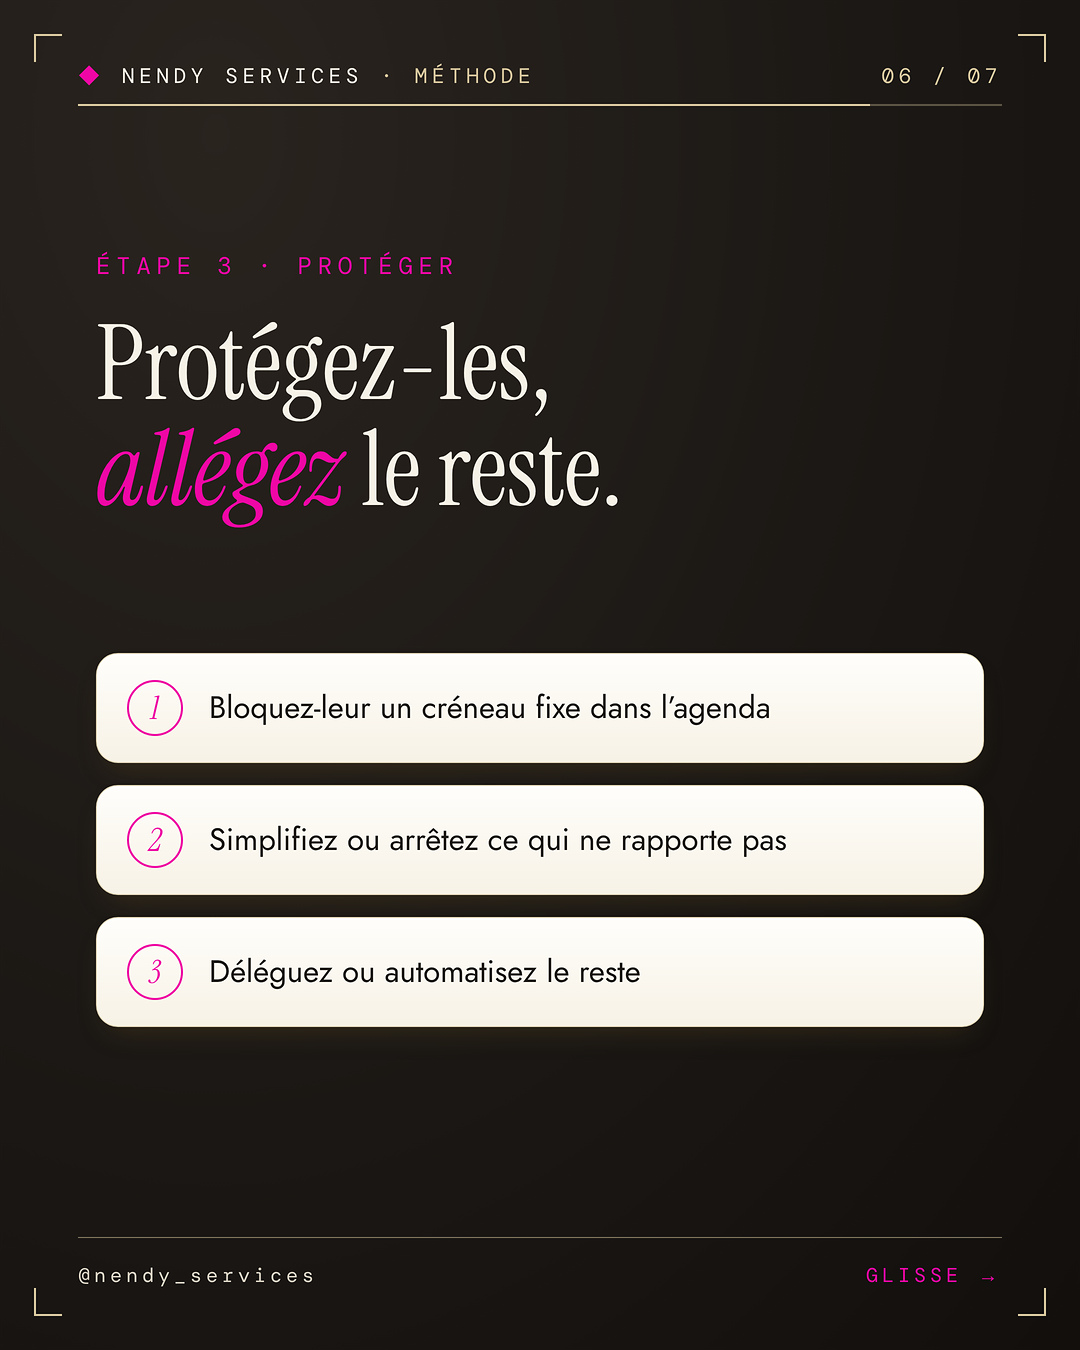 NENDY SERVICES · MÉTHODE
06 / 07
ÉTAPE 3 · PROTÉGER
Protégez-les,
allégez le reste.
1 Bloquez-leur un créneau fixe dans l’agenda
2 Simplifiez ou arrêtez ce qui ne rapporte pas
3 Déléguez ou automatisez le reste
@nendy_services
GLISSE →